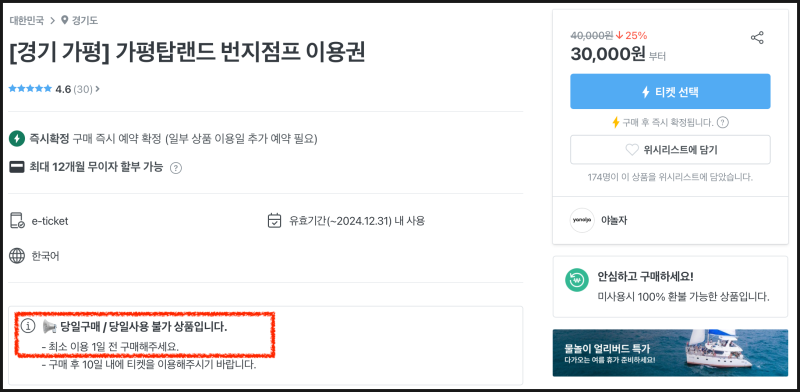 대한민국 > 경기도
[경기 가평] 가평탑랜드 번지점프 이용권
★★★★★ 4.6 (30) >
즉시확정 구매 즉시 예약 확정 (일부 상품 이용일 추가 예약 필요)
최대 12개월 무이자 할부 가능 ?
e-ticket
유효기간(~2024.12.31) 내 사용
한국어
당일구매 / 당일사용 불가 상품입니다.
- 최소 이용 1일 전 구매해주세요.
- 구매 후 10일 내에 티켓을 이용해주시기 바랍니다.
40,000원 ↓ 25%
30,000원 부터
티켓 선택
구매 후 즉시 확정됩니다. ?
위시리스트에 담기
174명이 이 상품을 위시리스트에 담았습니다.
yanolja 야놀자
안심하고 구매하세요!
미사용시 100% 환불 가능한 상품입니다.
물놀이 얼리버드 특가
다가오는 여름 휴가 준비하세요!